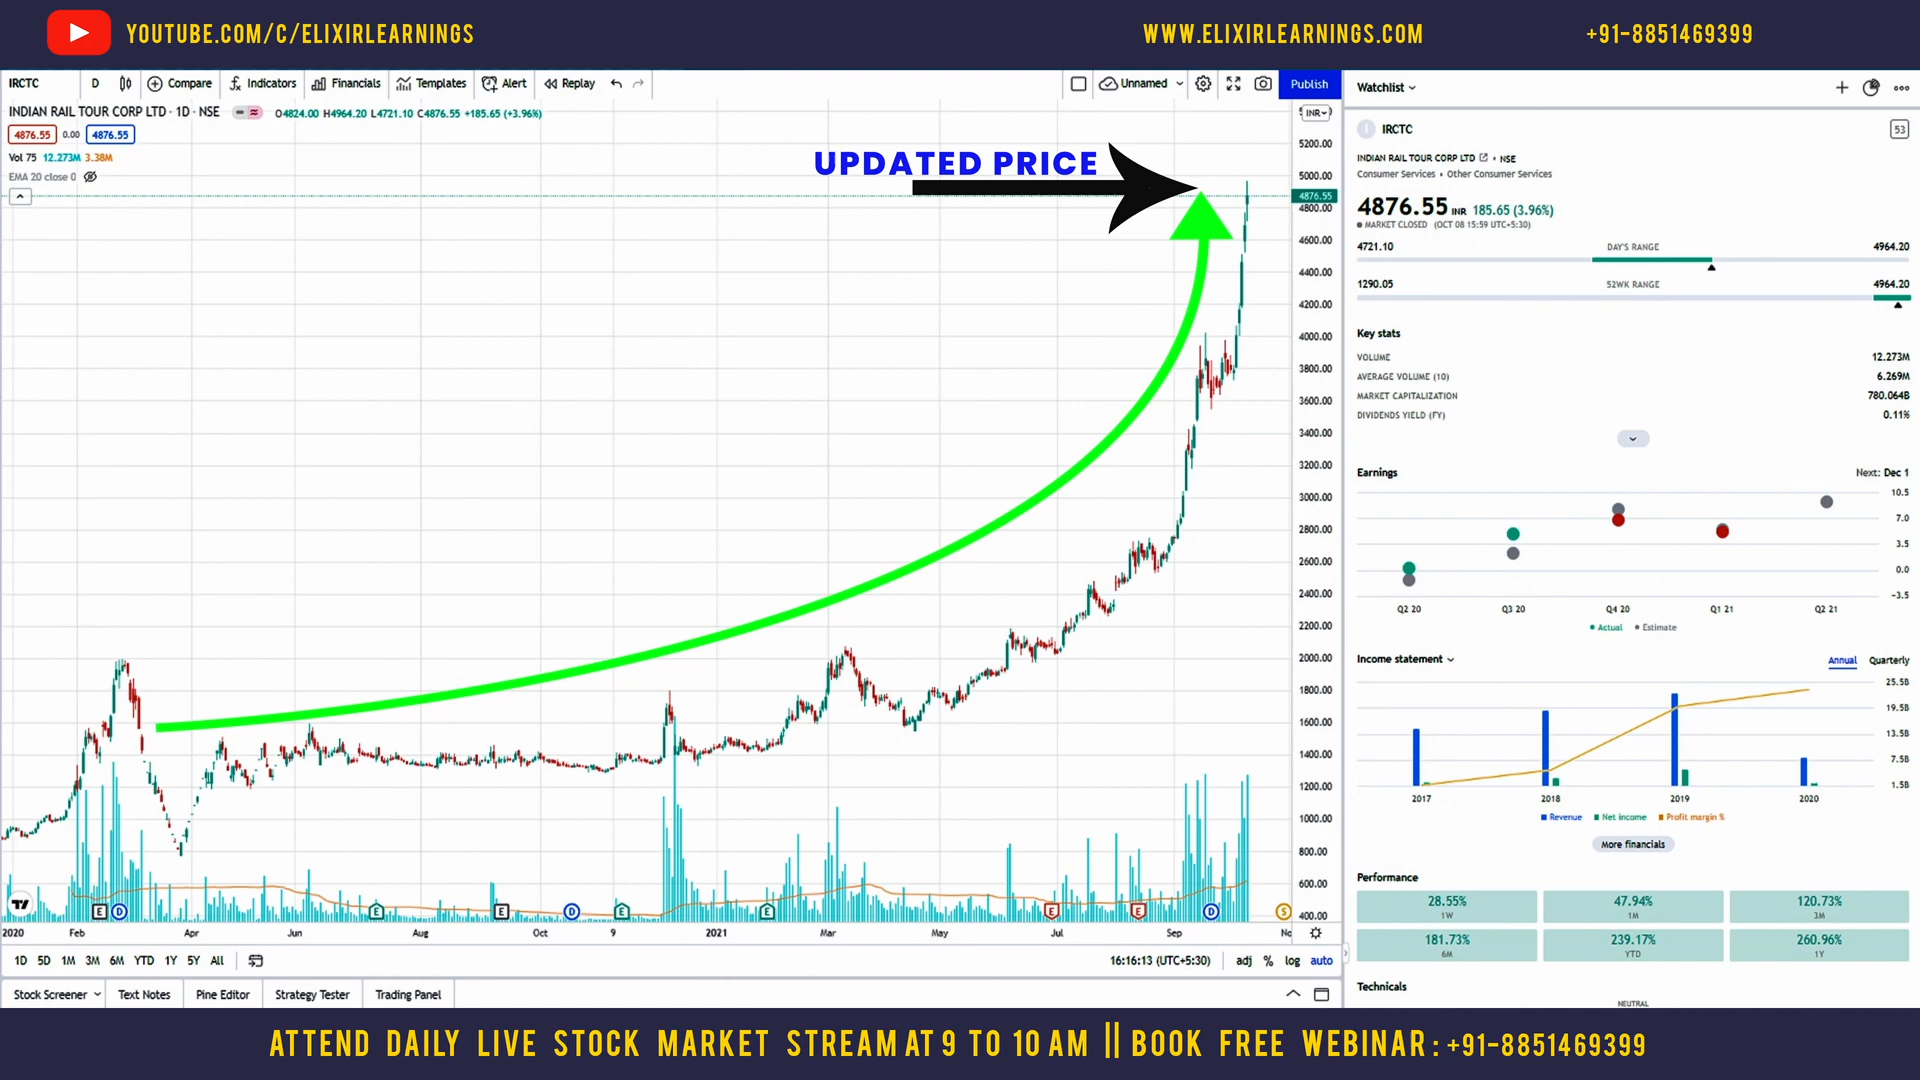 YOUTUBE.COM/C/ELIXIRLEARNINGS
WWW.ELIXIRLEARNINGS.COM
+91-8851469399
IRCTC D Compare Indicators Financials Templates Alert Replay Unnamed Publish
INDIAN RAIL TOUR CORP LTD · 1D · NSE O4824.00 H4964.20 L4721.10 C4876.55 +185.65 (+3.96%)
4876.55 0.00 4876.55
Vol 75 12.273M 3.38M
EMA 20 close 0
UPDATED PRICE
INR
5200.00
5000.00
4876.55
4800.00
4600.00
4400.00
4200.00
4000.00
3800.00
3600.00
3400.00
3200.00
3000.00
2800.00
2600.00
2400.00
2200.00
2000.00
1800.00
1600.00
1400.00
1200.00
1000.00
800.00
600.00
400.00
E D E E D E E E E D S
2020 Feb Apr Jun Aug Oct 9 2021 Mar May Jul Sep No
1D 5D 1M 3M 6M YTD 1Y 5Y All 16:16:13 (UTC+5:30) adj % log auto
Stock Screener Text Notes Pine Editor Strategy Tester Trading Panel
Watchlist
IRCTC 53
INDIAN RAIL TOUR CORP LTD • NSE
Consumer Services • Other Consumer Services
4876.55 INR 185.65 (3.96%)
MARKET CLOSED (OCT 08 15:59 UTC+5:30)
4721.10 DAY'S RANGE 4964.20
1290.05 52WK RANGE 4964.20
Key stats
VOLUME 12.273M
AVERAGE VOLUME (10) 6.269M
MARKET CAPITALIZATION 780.064B
DIVIDENDS YIELD (FY) 0.11%
Earnings Next: Dec 1
10.5
7.0
3.5
0.0
−3.5
Q2 20 Q3 20 Q4 20 Q1 21 Q2 21
Actual Estimate
Income statement Annual Quarterly
25.5B
19.5B
13.5B
7.5B
1.5B
2017 2018 2019 2020
Revenue Net income Profit margin %
More financials
Performance
28.55% 47.94% 120.73%
1W 1M 3M
181.73% 239.17% 260.96%
6M YTD 1Y
Technicals
NEUTRAL
ATTEND DAILY LIVE STOCK MARKET STREAM AT 9 TO 10 AM || BOOK FREE WEBINAR : +91-8851469399